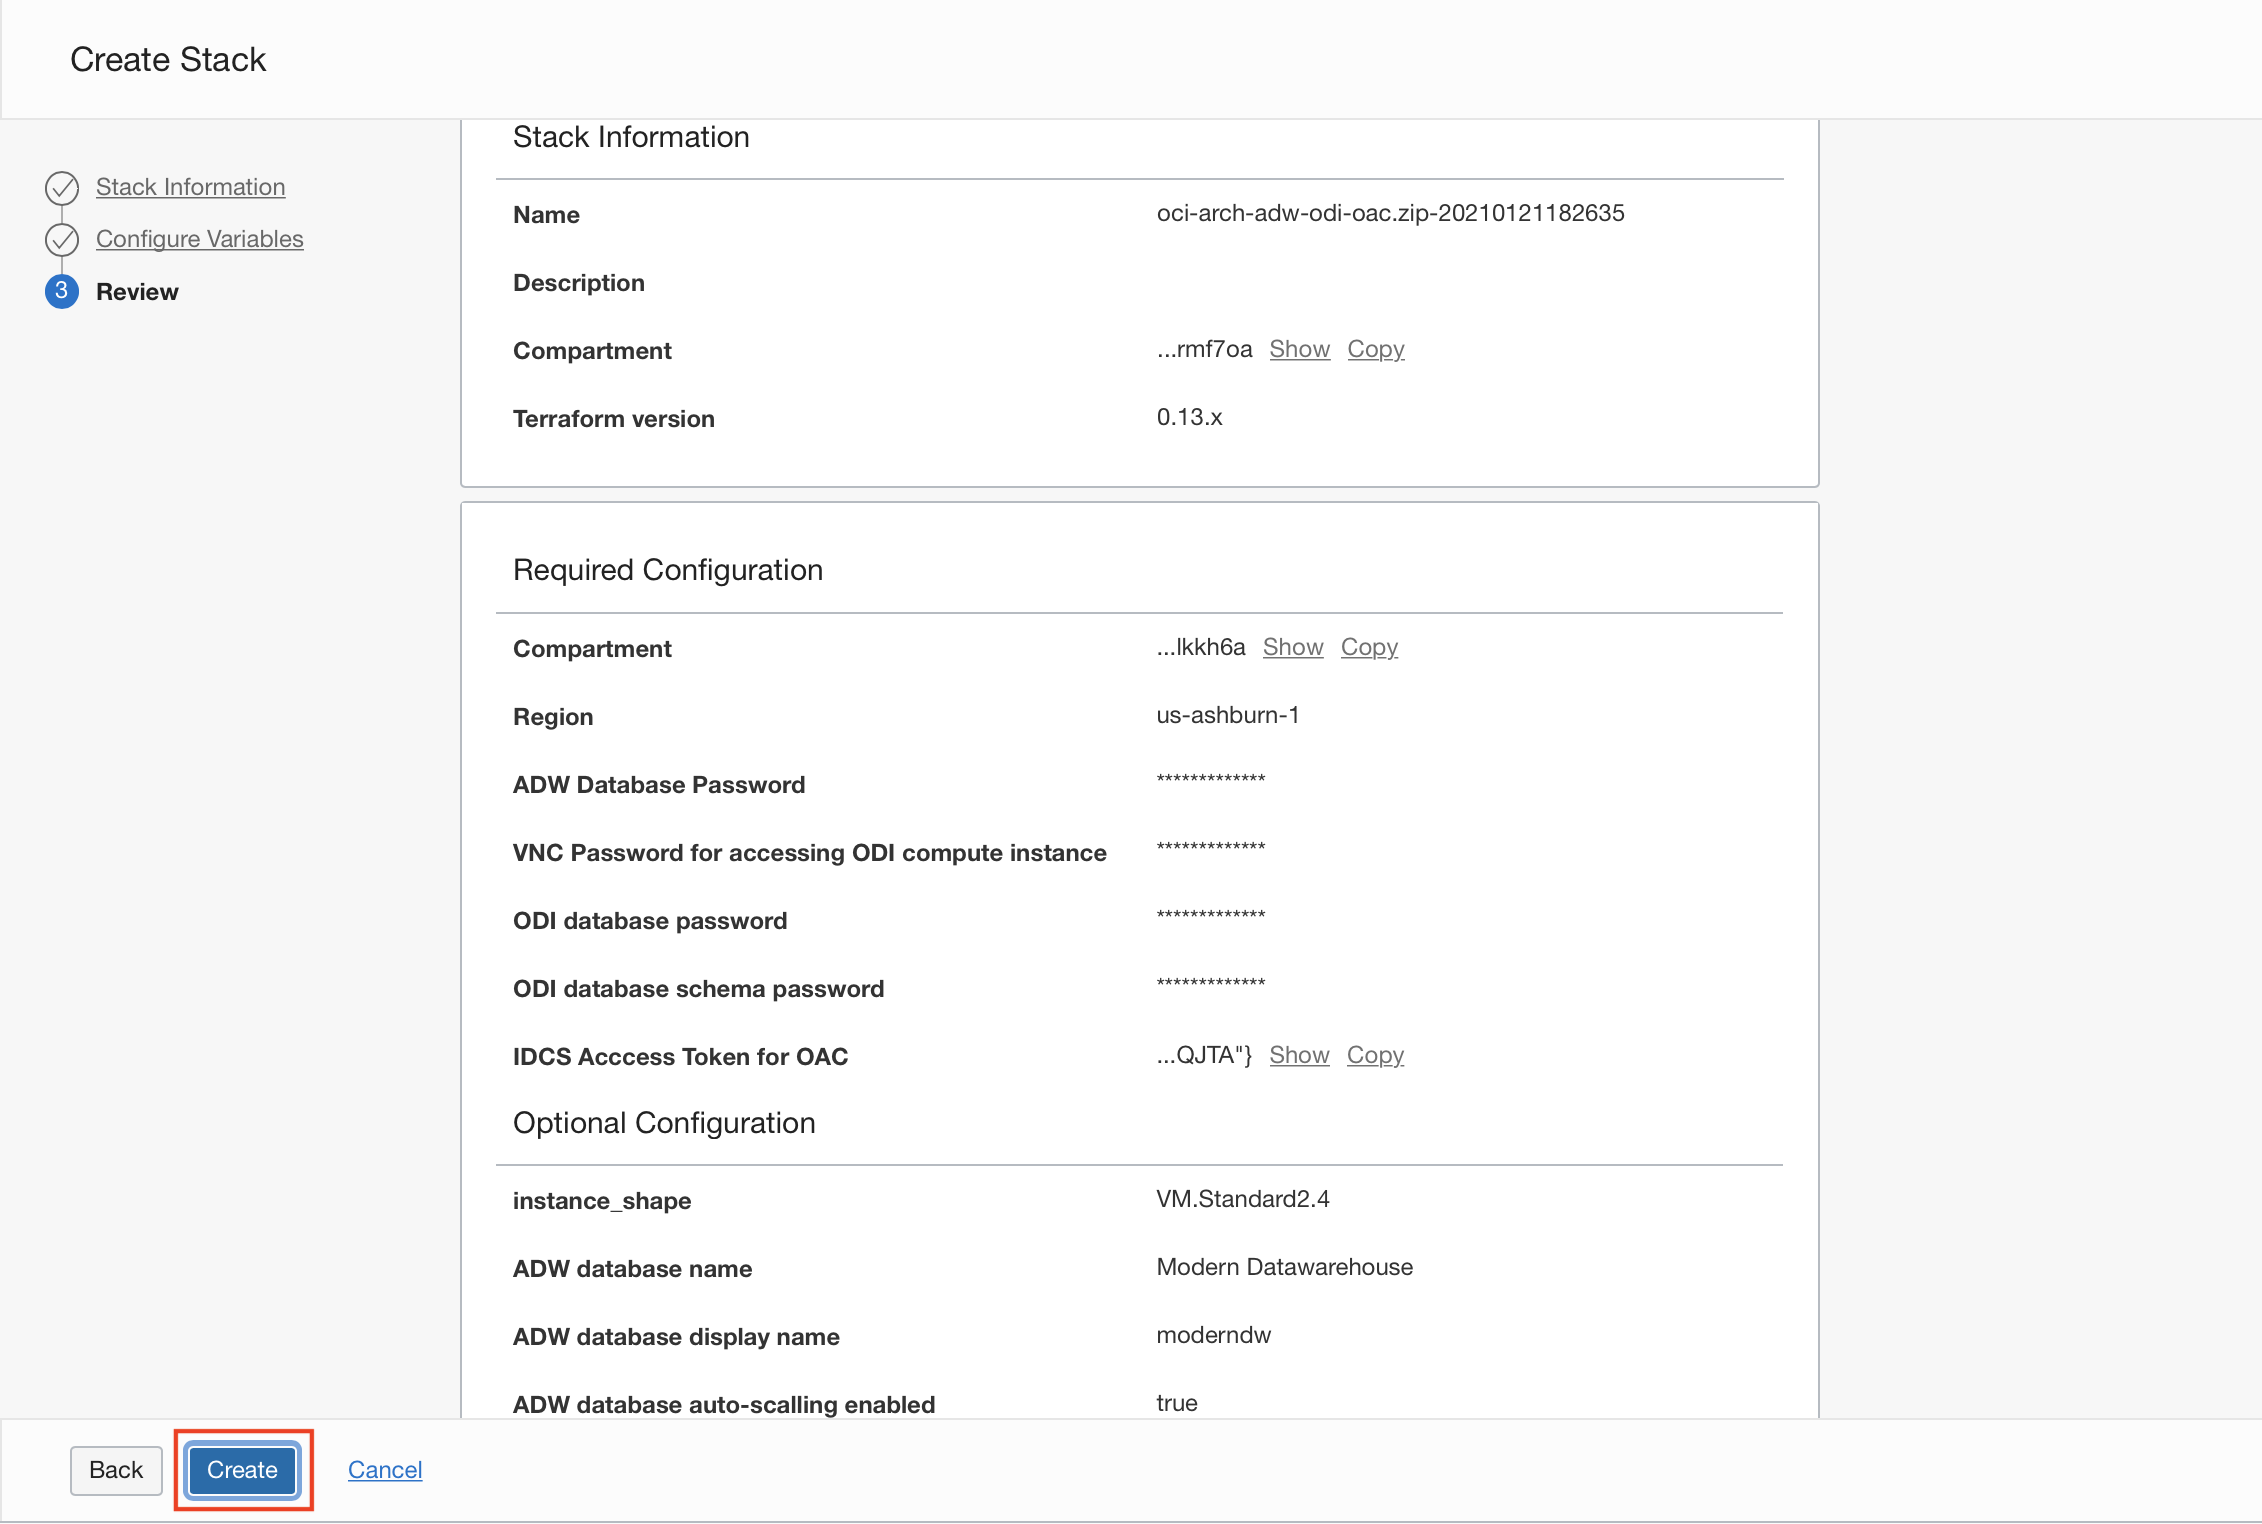 Create Stack
Stack Information
Configure Variables
3 Review
Stack Information
Name oci-arch-adw-odi-oac.zip-20210121182635
Description
Compartment ...rmf7oa Show Copy
Terraform version 0.13.x
Required Configuration
Compartment ...lkkh6a Show Copy
Region us-ashburn-1
ADW Database Password *************
VNC Password for accessing ODI compute instance *************
ODI database password *************
ODI database schema password *************
IDCS Acccess Token for OAC ...QJTA"} Show Copy
Optional Configuration
instance_shape VM.Standard2.4
ADW database name Modern Datawarehouse
ADW database display name moderndw
ADW database auto-scalling enabled true
Back Create Cancel